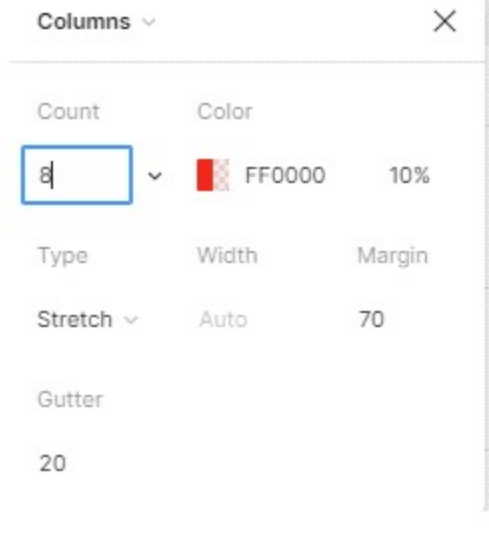 Columns
Count Color
8 FF0000 10%
Type Width Margin
Stretch Auto 70
Gutter
20